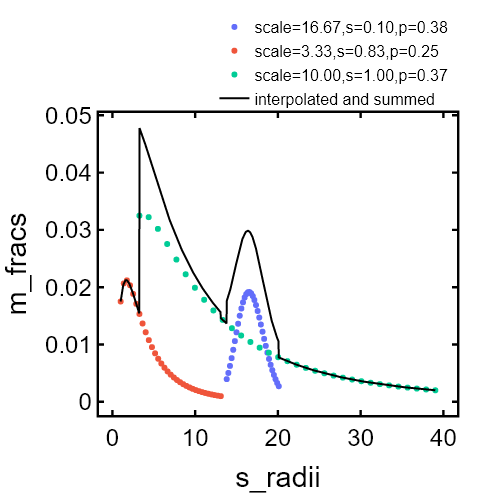 scale=16.67,s=0.10,p=0.38
scale=3.33,s=0.83,p=0.25
scale=10.00,s=1.00,p=0.37
interpolated and summed
0.05
0.04
0.03
0.02
0.01
0
m_fracs
0 10 20 30 40
s_radii